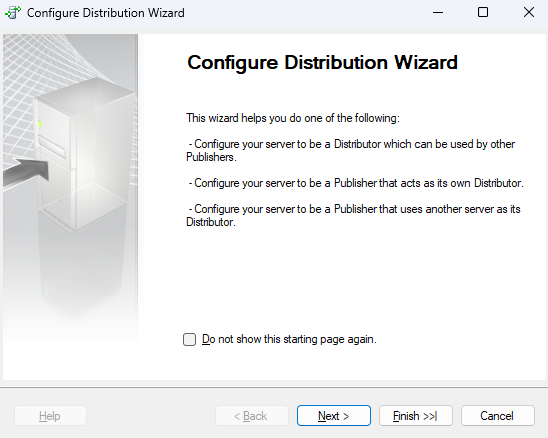 Configure Distribution Wizard
Configure Distribution Wizard
This wizard helps you do one of the following:
- Configure your server to be a Distributor which can be used by other
Publishers.
- Configure your server to be a Publisher that acts as its own Distributor.
- Configure your server to be a Publisher that uses another server as its
Distributor.
Do not show this starting page again.
Help
< Back
Next >
Finish >>|
Cancel